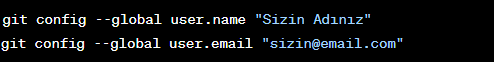 git config --global user.name "Sizin Adınız"
git config --global user.email "sizin@email.com"